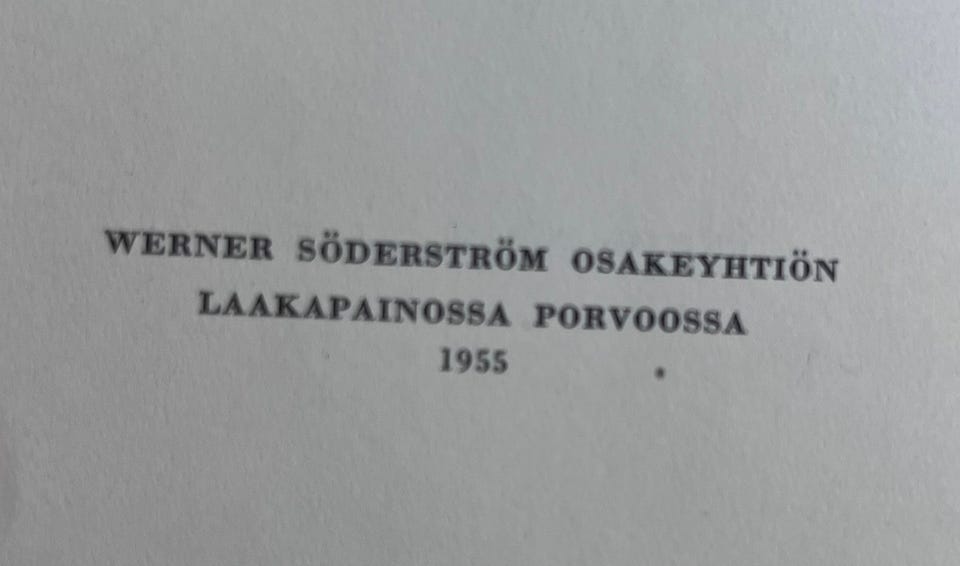 WERNER SÖDERSTRÖM OSAKEYHTIÖN
LAAKAPAINOSSA PORVOOSSA
1955